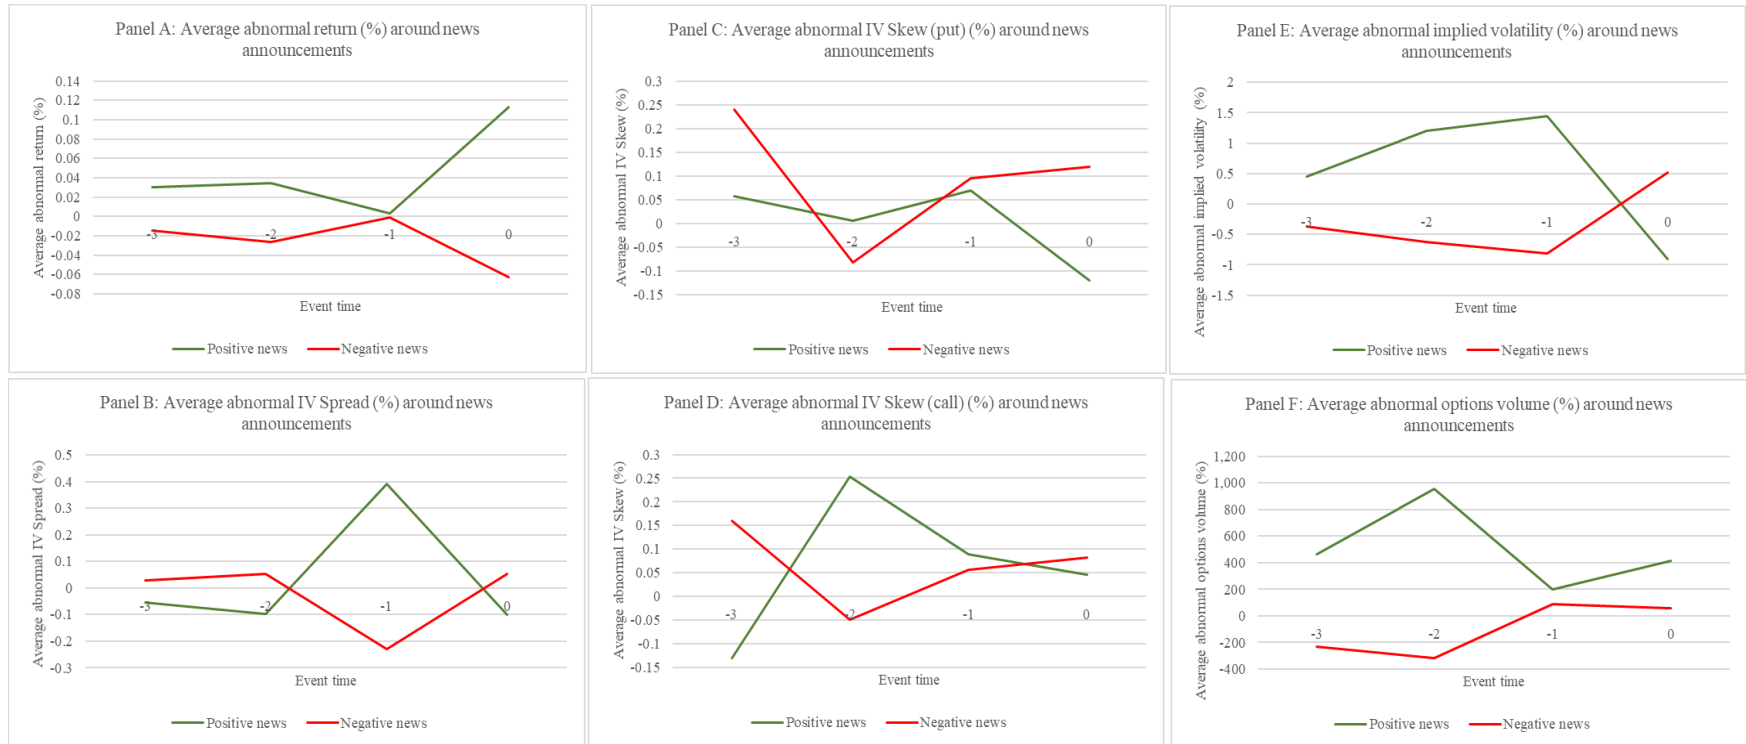 Panel A: Average abnormal return (%) around news
announcements
Average abnormal return (%)
0.14
0.12
0.1
0.08
0.06
0.04
0.02
0
-0.02
-0.04
-0.06
-0.08
-3
-2
-1
0
Event time
Positive news
Negative news
Panel C: Average abnormal IV Skew (put) (%) around news
announcements
Average abnormal IV Skew (%)
0.3
0.25
0.2
0.15
0.1
0.05
0
-0.05
-0.1
-0.15
-3
-2
-1
0
Event time
Positive news
Negative news
Panel E: Average abnormal implied volatility (%) around news
announcements
Average abnormal implied volatility (%)
2
1.5
1
0.5
0
-0.5
-1
-1.5
-3
-2
-1
0
Event time
Positive news
Negative news
Panel B: Average abnormal IV Spread (%) around news
announcements
Average abnormal IV Spread (%)
0.5
0.4
0.3
0.2
0.1
0
-0.1
-0.2
-0.3
-3
-2
-1
0
Event time
Positive news
Negative news
Panel D: Average abnormal IV Skew (call) (%) around news
announcements
Average abnormal IV Skew (%)
0.3
0.25
0.2
0.15
0.1
0.05
0
-0.05
-0.1
-0.15
-3
-2
-1
0
Event time
Positive news
Negative news
Panel F: Average abnormal options volume (%) around news
announcements
Average abnormal options volume (%)
1,200
1,000
800
600
400
200
0
-200
-400
-3
-2
-1
0
Event time
Positive news
Negative news